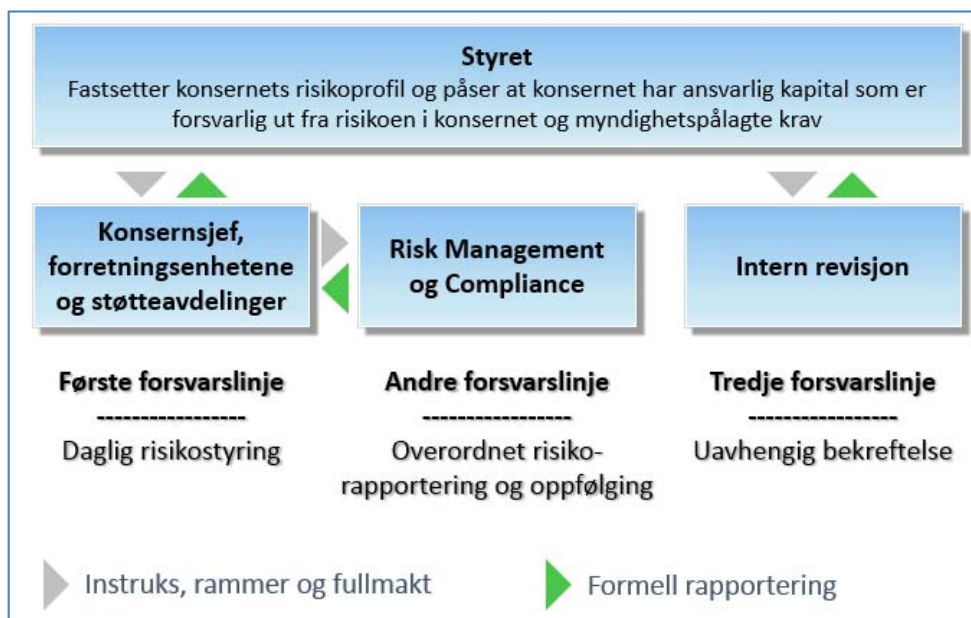 Styret
Fastsetter konsernets risikoprofil og påser at konsernet har ansvarlig kapital som er
forsvarlig ut fra risikoen i konsernet og myndighetspålagte krav
Konsernsjef,
forretningsenhetene
og støtteavdelinger
Risk Management
og Compliance
Intern revisjon
Første forsvarslinje
-----------------
Daglig risikostyring
Andre forsvarslinje
-----------------
Overordnet risiko-
rapportering og oppfølging
Tredje forsvarslinje
-----------------
Uavhengig bekreftelse
Instruks, rammer og fullmakt
Formell rapportering